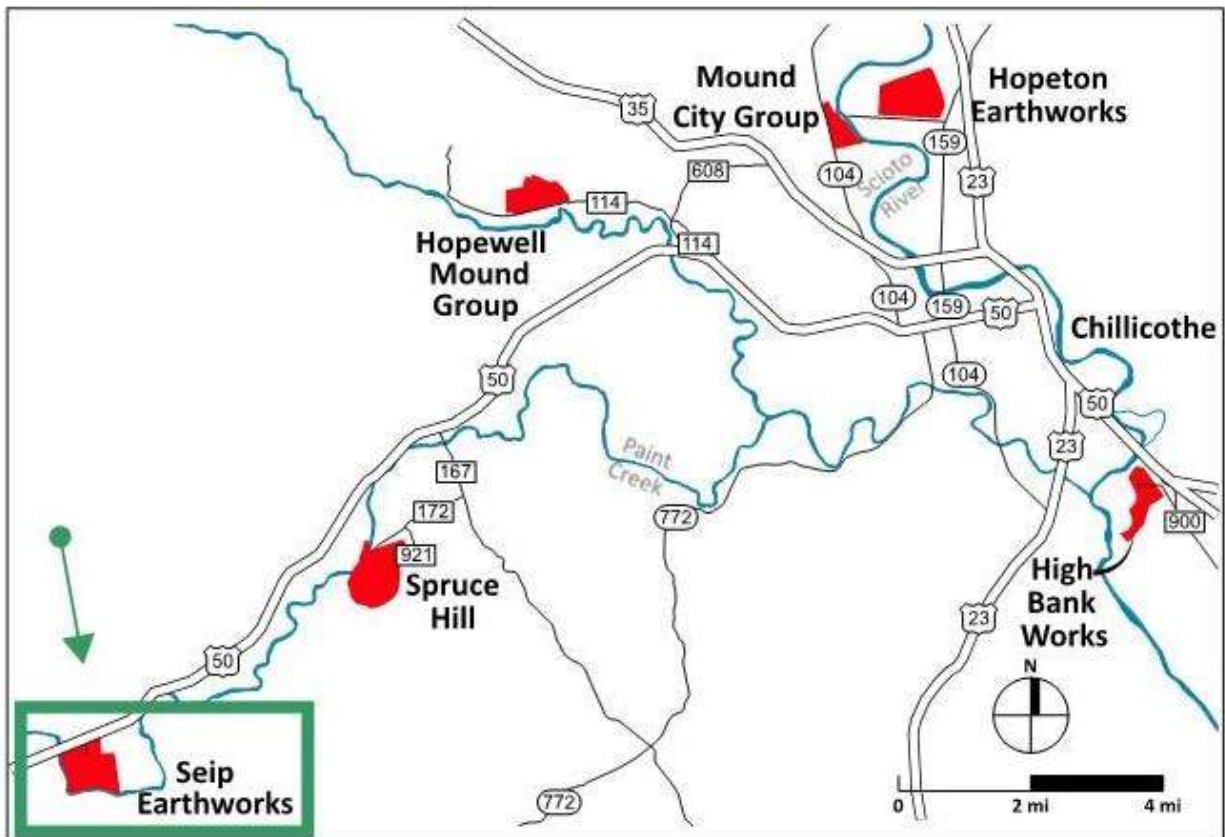 Mound
City Group
Hopeton
Earthworks
35
159
608
104
Scioto
River
23
114
Hopewell
Mound
Group
114
104
159
50
Chillicothe
50
104
50
23
Paint
Creek
167
772
172
921
900
Spruce
Hill
High
Bank
Works
23
50
N
Seip
Earthworks
772
0
2 mi
4 mi